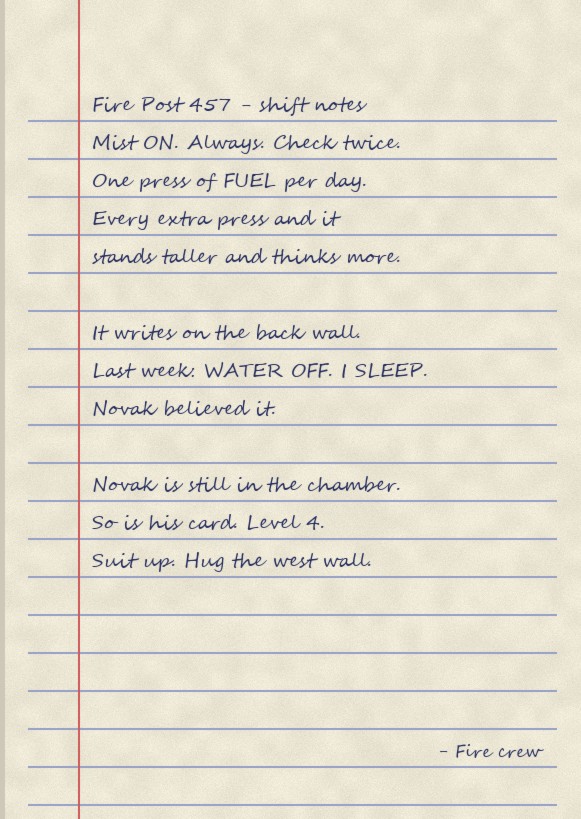 Fire Post 457 - shift notes
Mist ON. Always. Check twice.
One press of FUEL per day.
Every extra press and it
stands taller and thinks more.
It writes on the back wall.
Last week: WATER OFF. I SLEEP.
Novak believed it.
Novak is still in the chamber.
So is his card. Level 4.
Suit up. Hug the west wall.
- Fire crew